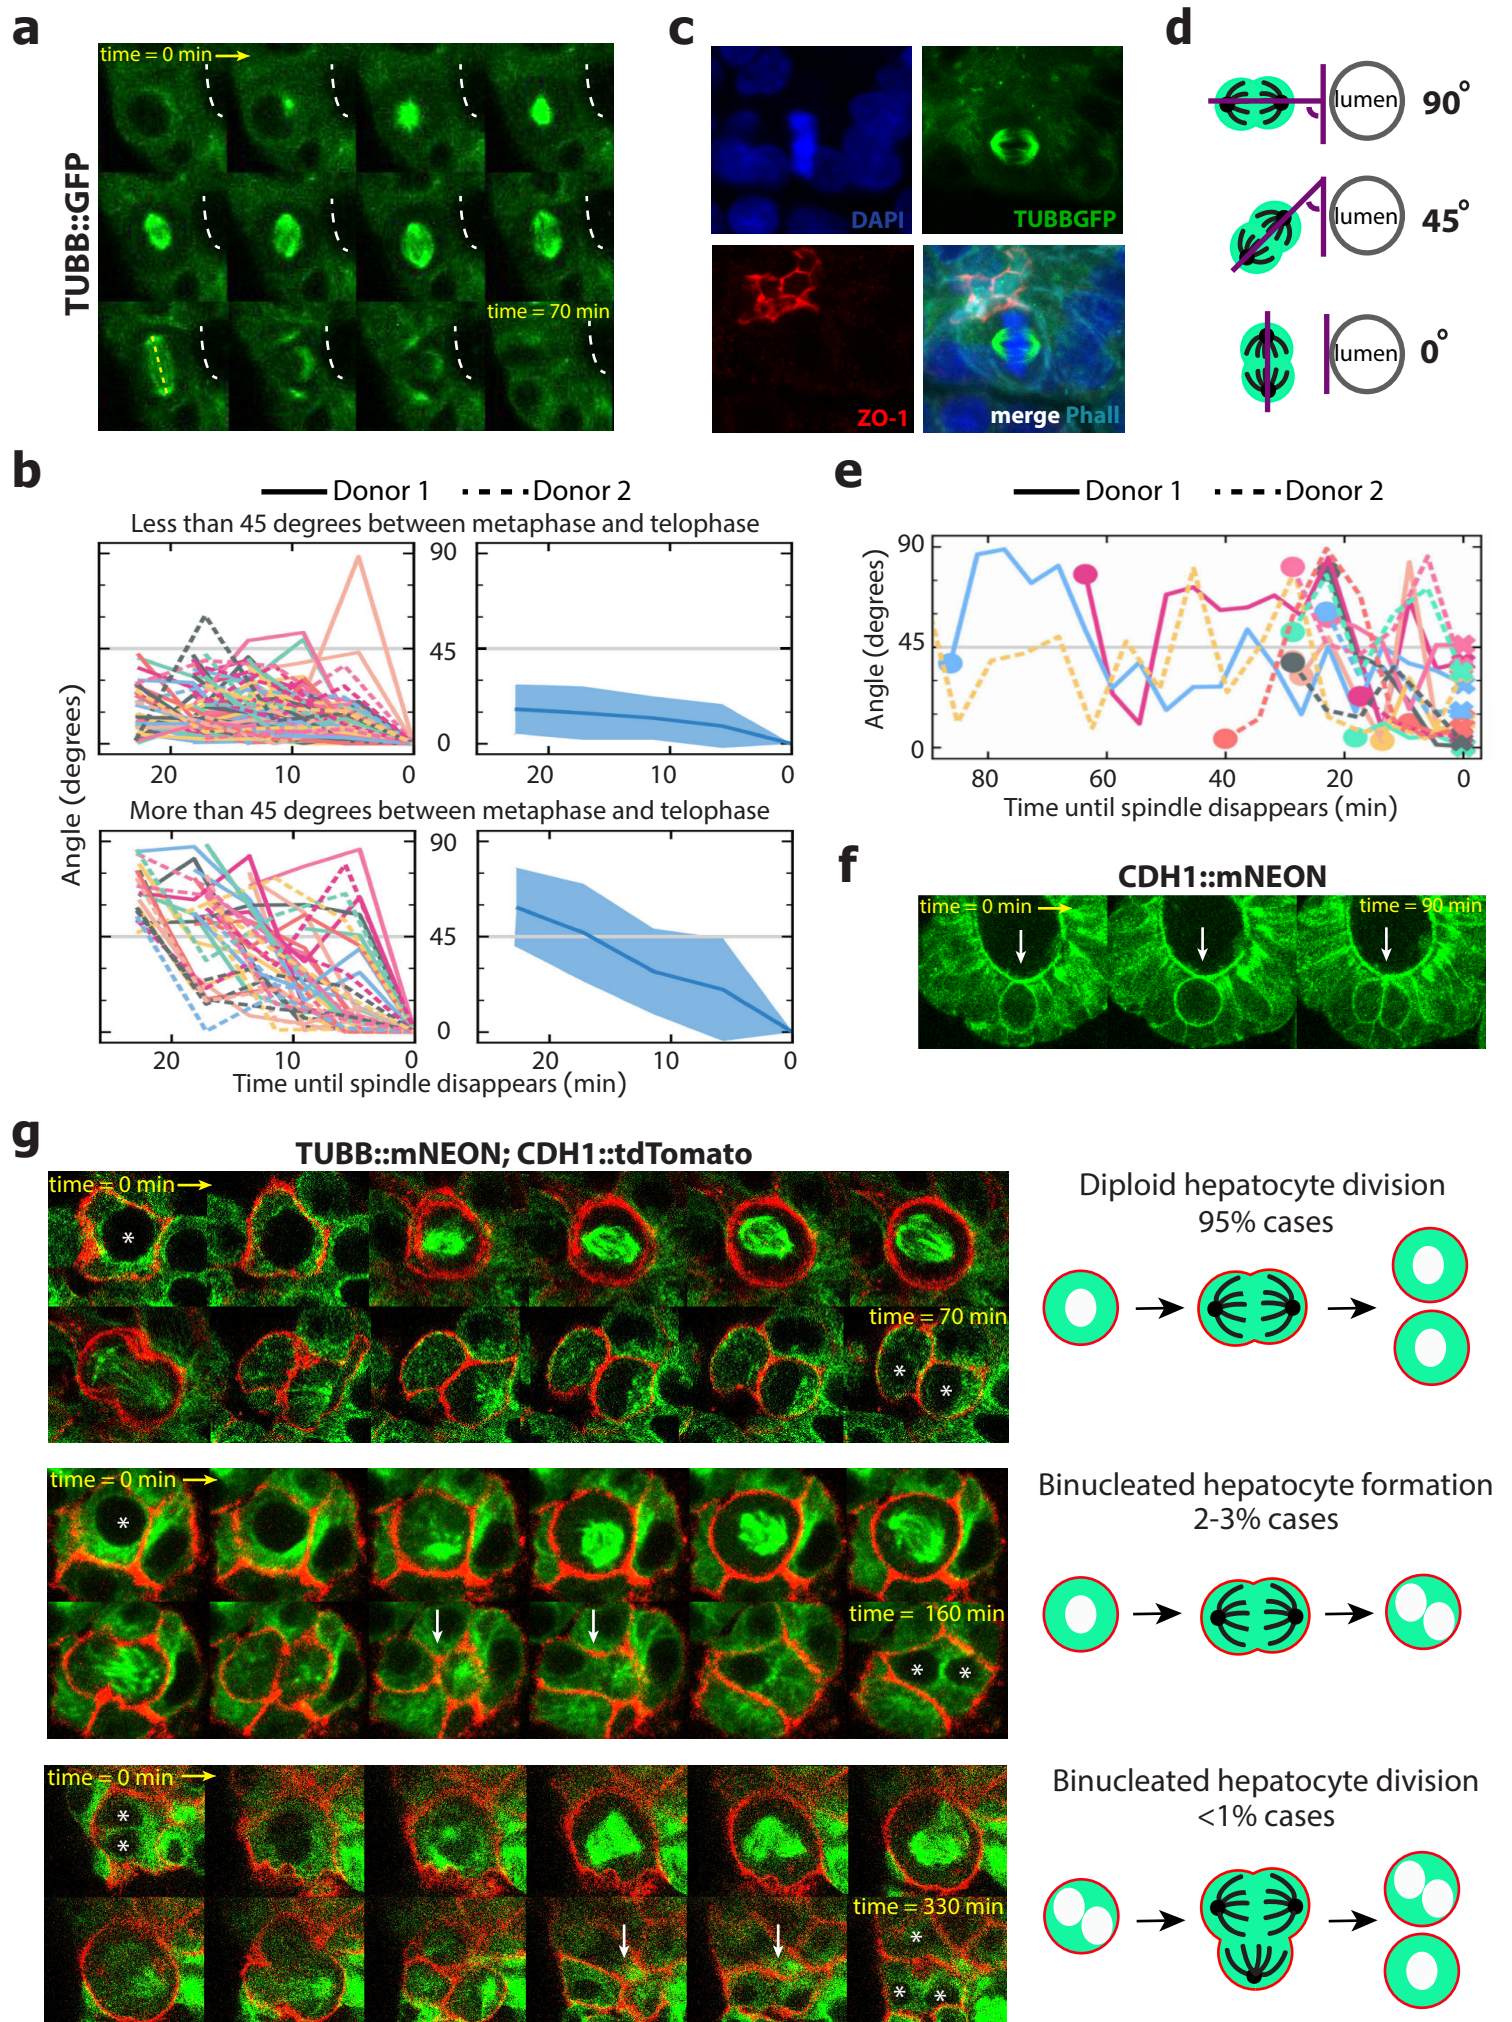 a
time = 0 min
TUBB::GFP
time = 70 min
c
DAPI
TUBBGFP
ZO-1
merge Phall
d
lumen
90°
lumen
45°
lumen
0°
b
Donor 1
Donor 2
Less than 45 degrees between metaphase and telophase
90
45
0
20
10
0
20
10
0
More than 45 degrees between metaphase and telophase
90
45
0
20
10
0
20
10
0
Angle (degrees)
Time until spindle disappears (min)
e
Donor 1
Donor 2
90
45
0
Angle (degrees)
80
60
40
20
0
Time until spindle disappears (min)
f
CDH1::mNEON
time = 0 min
time = 90 min
g
TUBB::mNEON; CDH1::tdTomato
time = 0 min
*
time = 70 min
*
*
Diploid hepatocyte division
95% cases
time = 0 min
*
time = 160 min
*
*
Binucleated hepatocyte formation
2-3% cases
time = 0 min
*
*
time = 330 min
*
*
*
Binucleated hepatocyte division
<1% cases